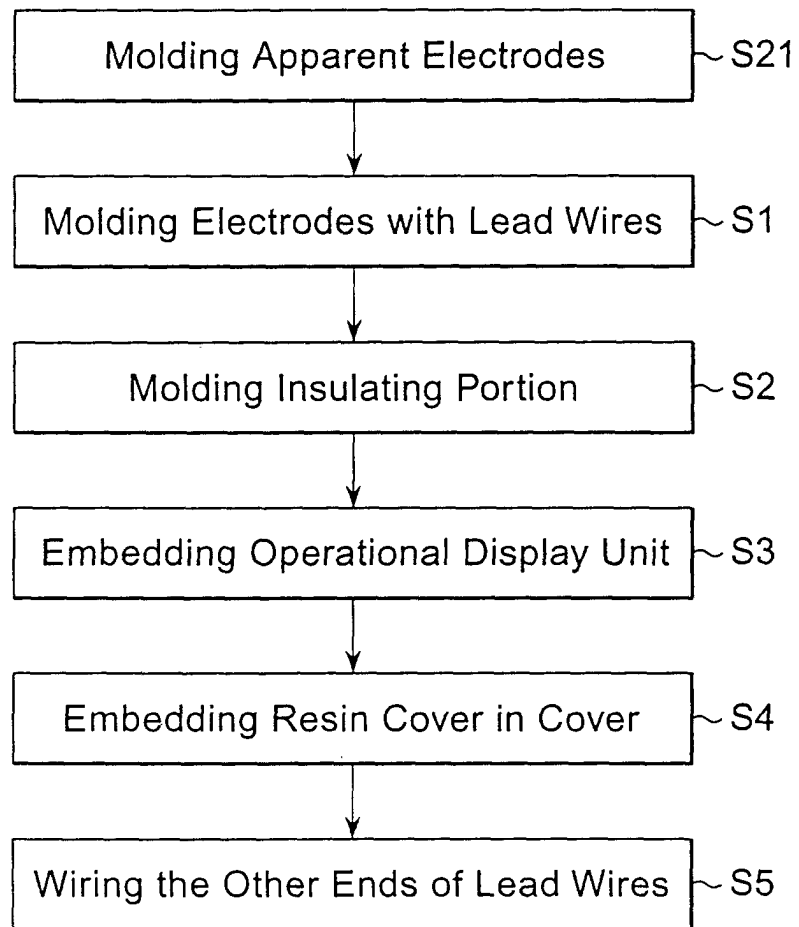 Molding Apparent Electrodes ~ S21
Molding Electrodes with Lead Wires ~ S1
Molding Insulating Portion ~ S2
Embedding Operational Display Unit ~ S3
Embedding Resin Cover in Cover ~ S4
Wiring the Other Ends of Lead Wires ~ S5